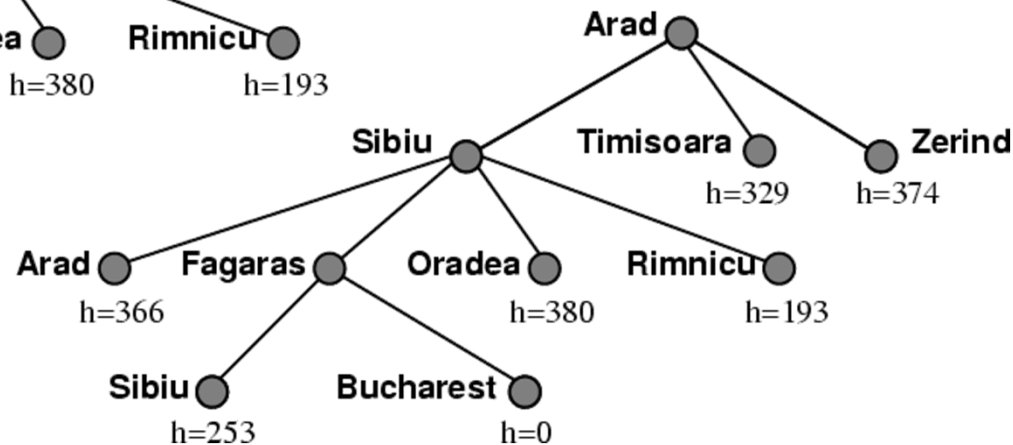 Arad
ea
Rimnicu
h=380
h=193
Sibiu
Timisoara
Zerind
h=329
h=374
Arad
Fagaras
Oradea
Rimnicu
h=366
h=380
h=193
Sibiu
Bucharest
h=253
h=0